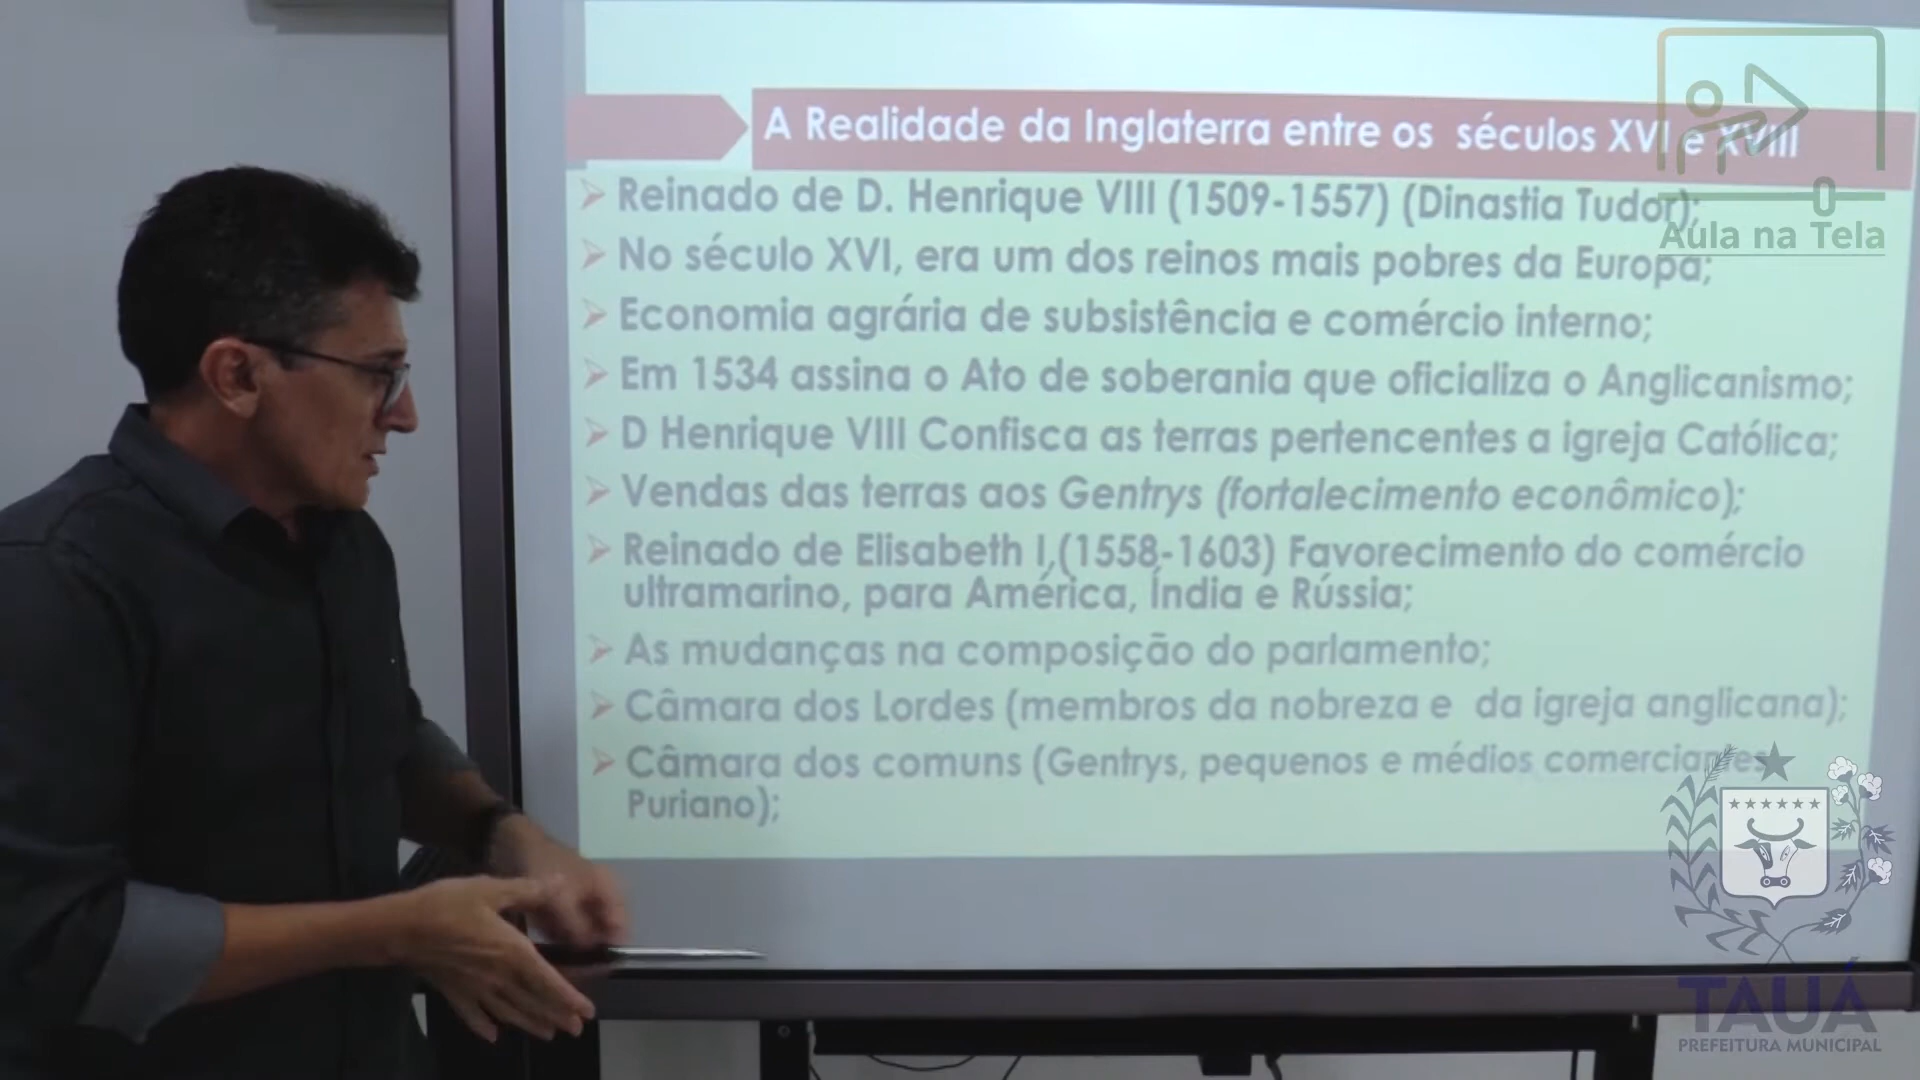 A Realidade da Inglaterra entre os séculos XVI e XVIII
Reinado de D. Henrique VIII (1509-1557) (Dinastia Tudor);
Aula na Tela
No século XVI, era um dos reinos mais pobres da Europa;
Economia agrária de subsistência e comércio interno;
Em 1534 assina o Ato de soberania que oficializa o Anglicanismo;
D Henrique VIII Confisca as terras pertencentes a igreja Católica;
Vendas das terras aos Gentrys (fortalecimento econômico);
Reinado de Elisabeth I,(1558-1603) Favorecimento do comércio
ultramarino, para América, Índia e Rússia;
As mudanças na composição do parlamento;
Câmara dos Lordes (membros da nobreza e da igreja anglicana);
Câmara dos comuns (Gentrys, pequenos e médios comerciantes
Puriano);
TAUÁ
PREFEITURA MUNICIPAL